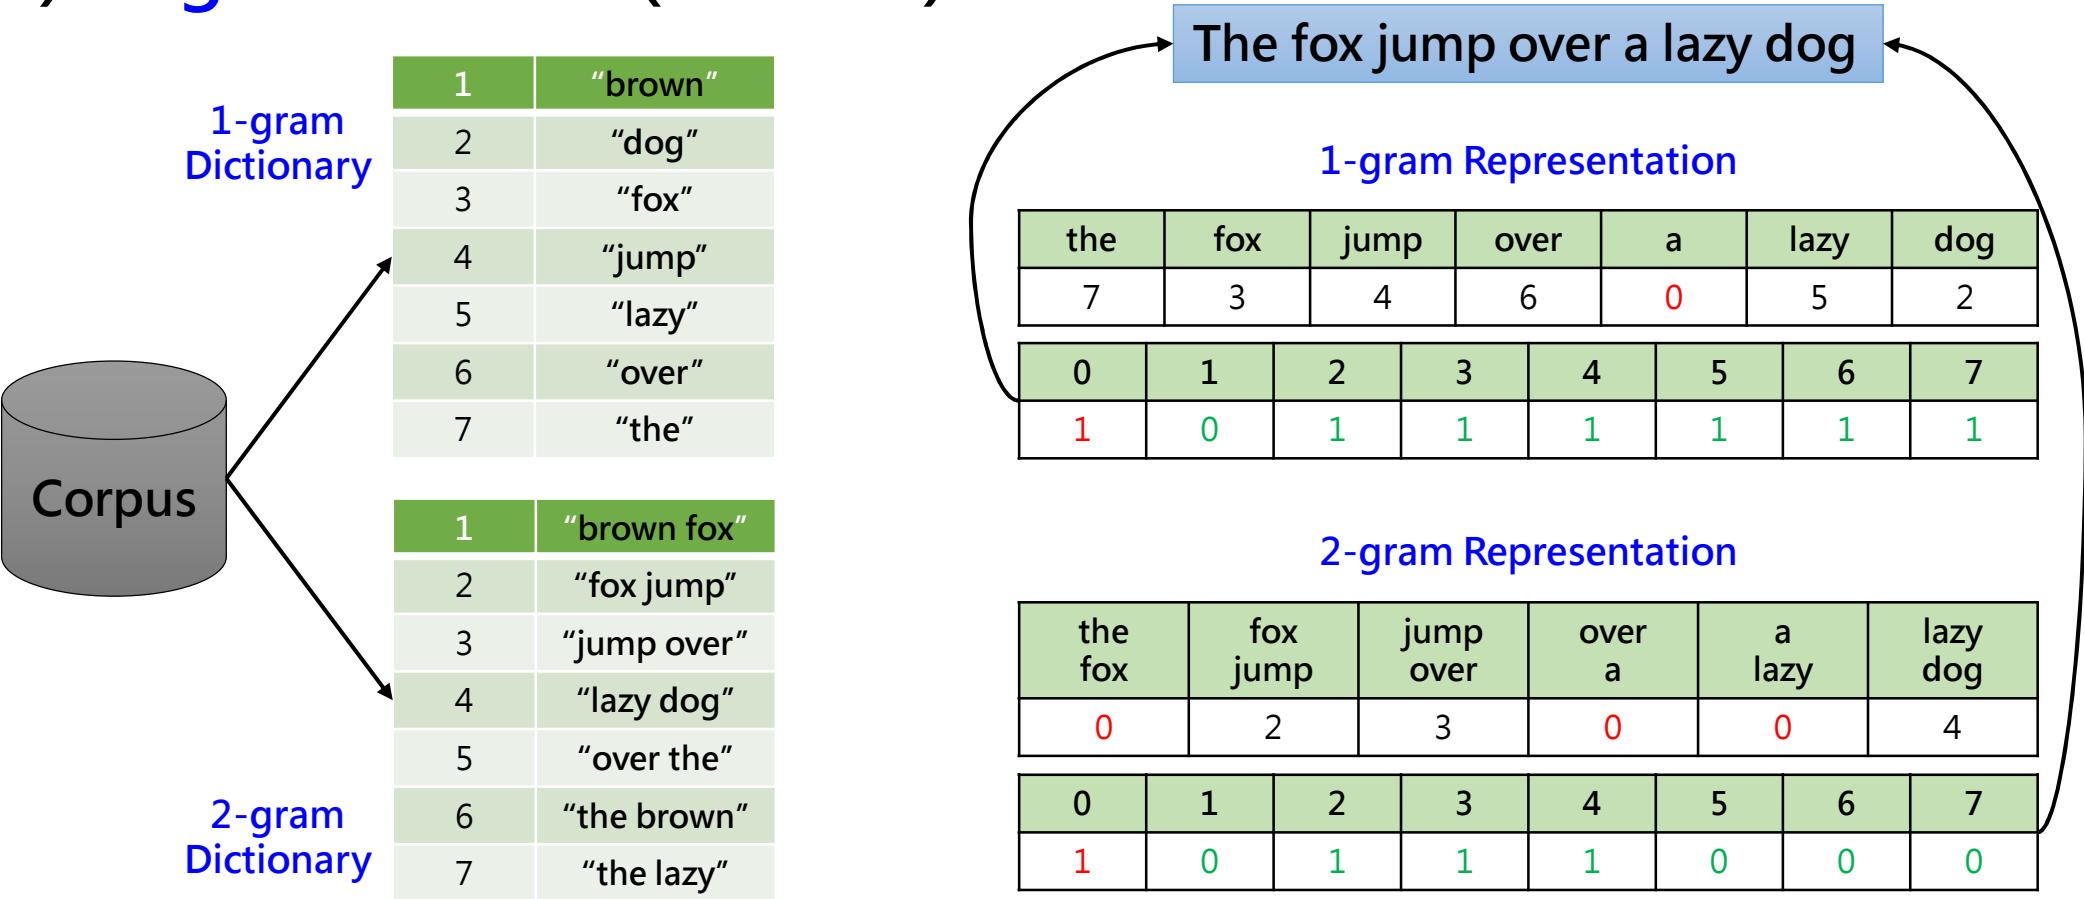 The fox jump over a lazy dog
1-gram
Dictionary
1 “brown”
2 “dog”
3 “fox”
4 “jump”
5 “lazy”
6 “over”
7 “the”
Corpus
1 “brown fox”
2 “fox jump”
3 “jump over”
4 “lazy dog”
5 “over the”
6 “the brown”
7 “the lazy”
2-gram
Dictionary
1-gram Representation
the fox jump over a lazy dog
7 3 4 6 0 5 2
0 1 2 3 4 5 6 7
1 0 1 1 1 1 1 1
2-gram Representation
the fox jump over a lazy
fox jump over a lazy dog
0 2 3 0 0 4
0 1 2 3 4 5 6 7
1 0 1 1 1 0 0 0